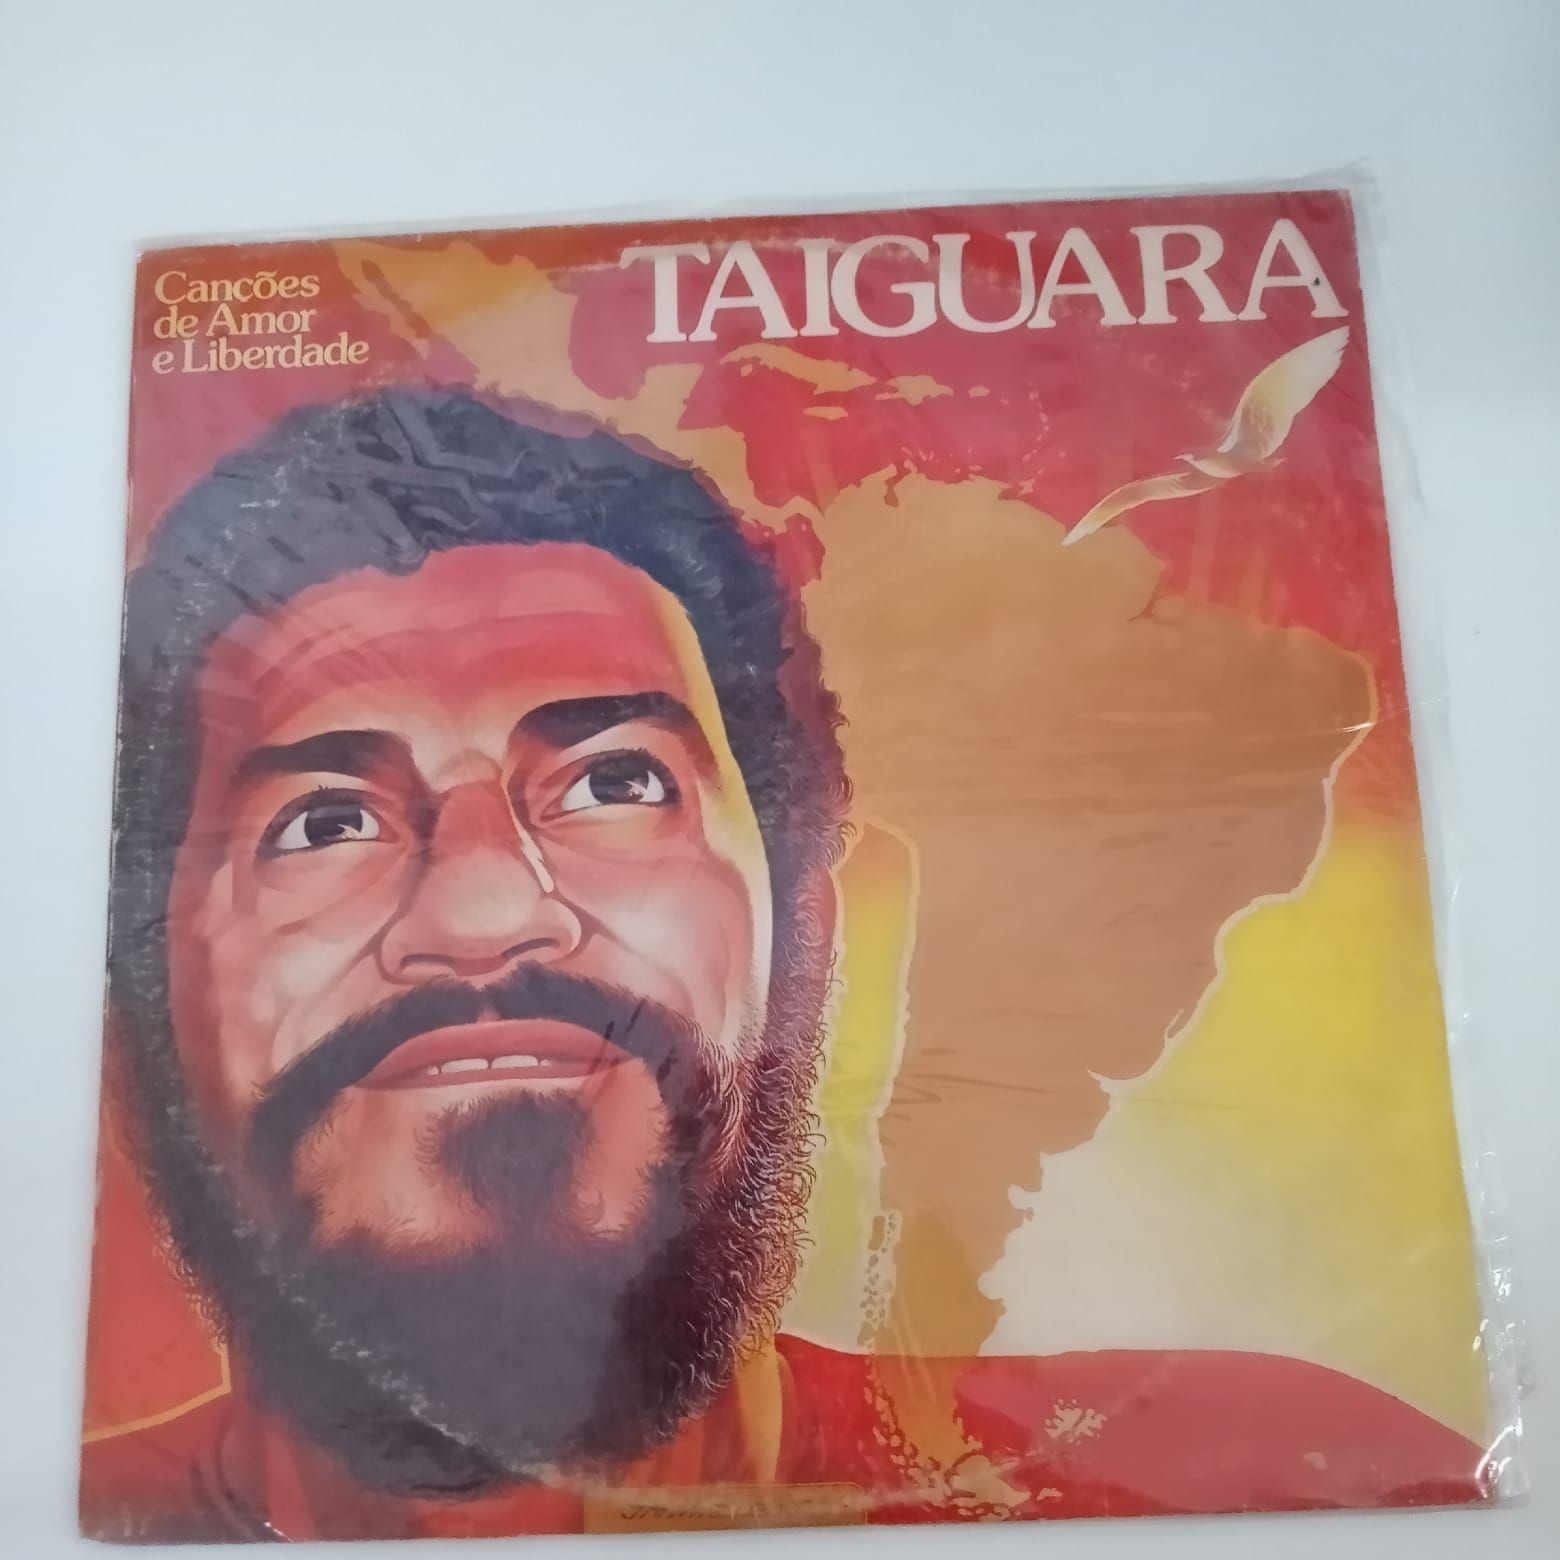 Canções
de Amor
e Liberdade
TAIGUARA